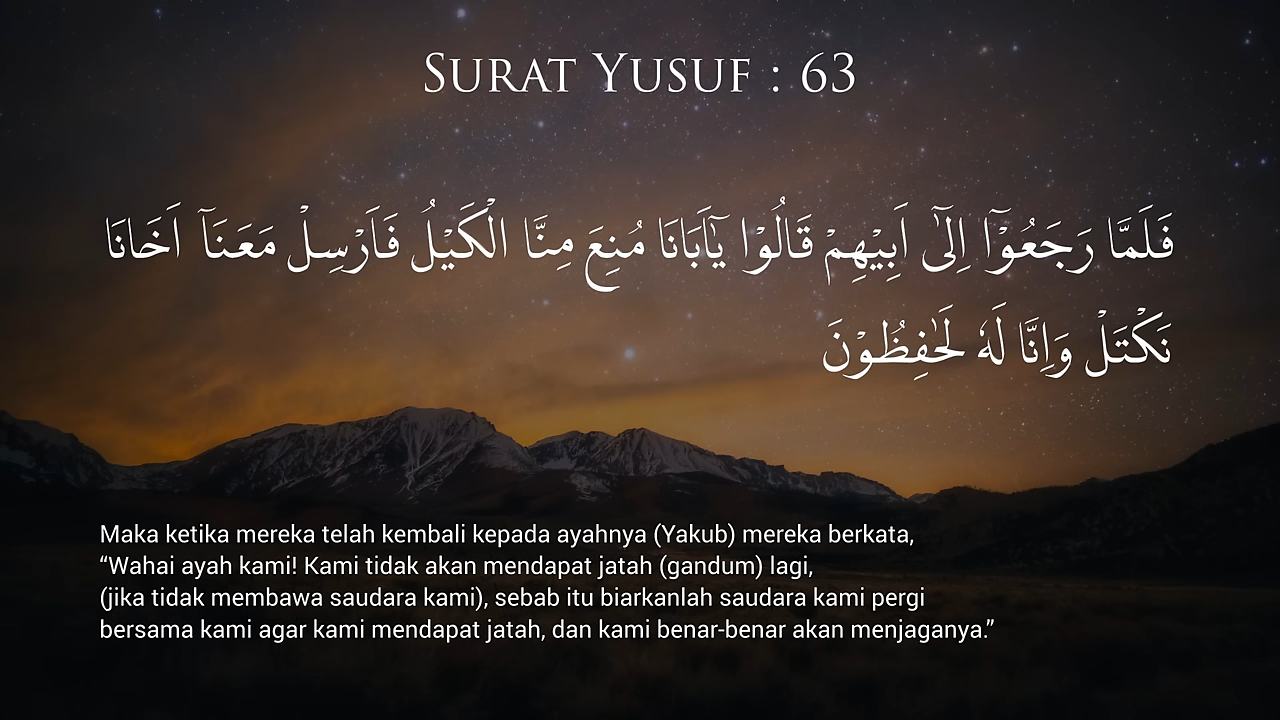 Surat Yusuf : 63
فَلَمَّا رَجَعُوْٓا اِلٰٓى اَبِيْهِمْ قَالُوْا يٰٓاَبَانَا مُنِعَ مِنَّا الْكَيْلُ فَاَرْسِلْ مَعَنَآ اَخَانَا
نَكْتَلْ وَاِنَّا لَهٗ لَحٰفِظُوْنَ
Maka ketika mereka telah kembali kepada ayahnya (Yakub) mereka berkata,
“Wahai ayah kami! Kami tidak akan mendapat jatah (gandum) lagi,
(jika tidak membawa saudara kami), sebab itu biarkanlah saudara kami pergi
bersama kami agar kami mendapat jatah, dan kami benar-benar akan menjaganya.”